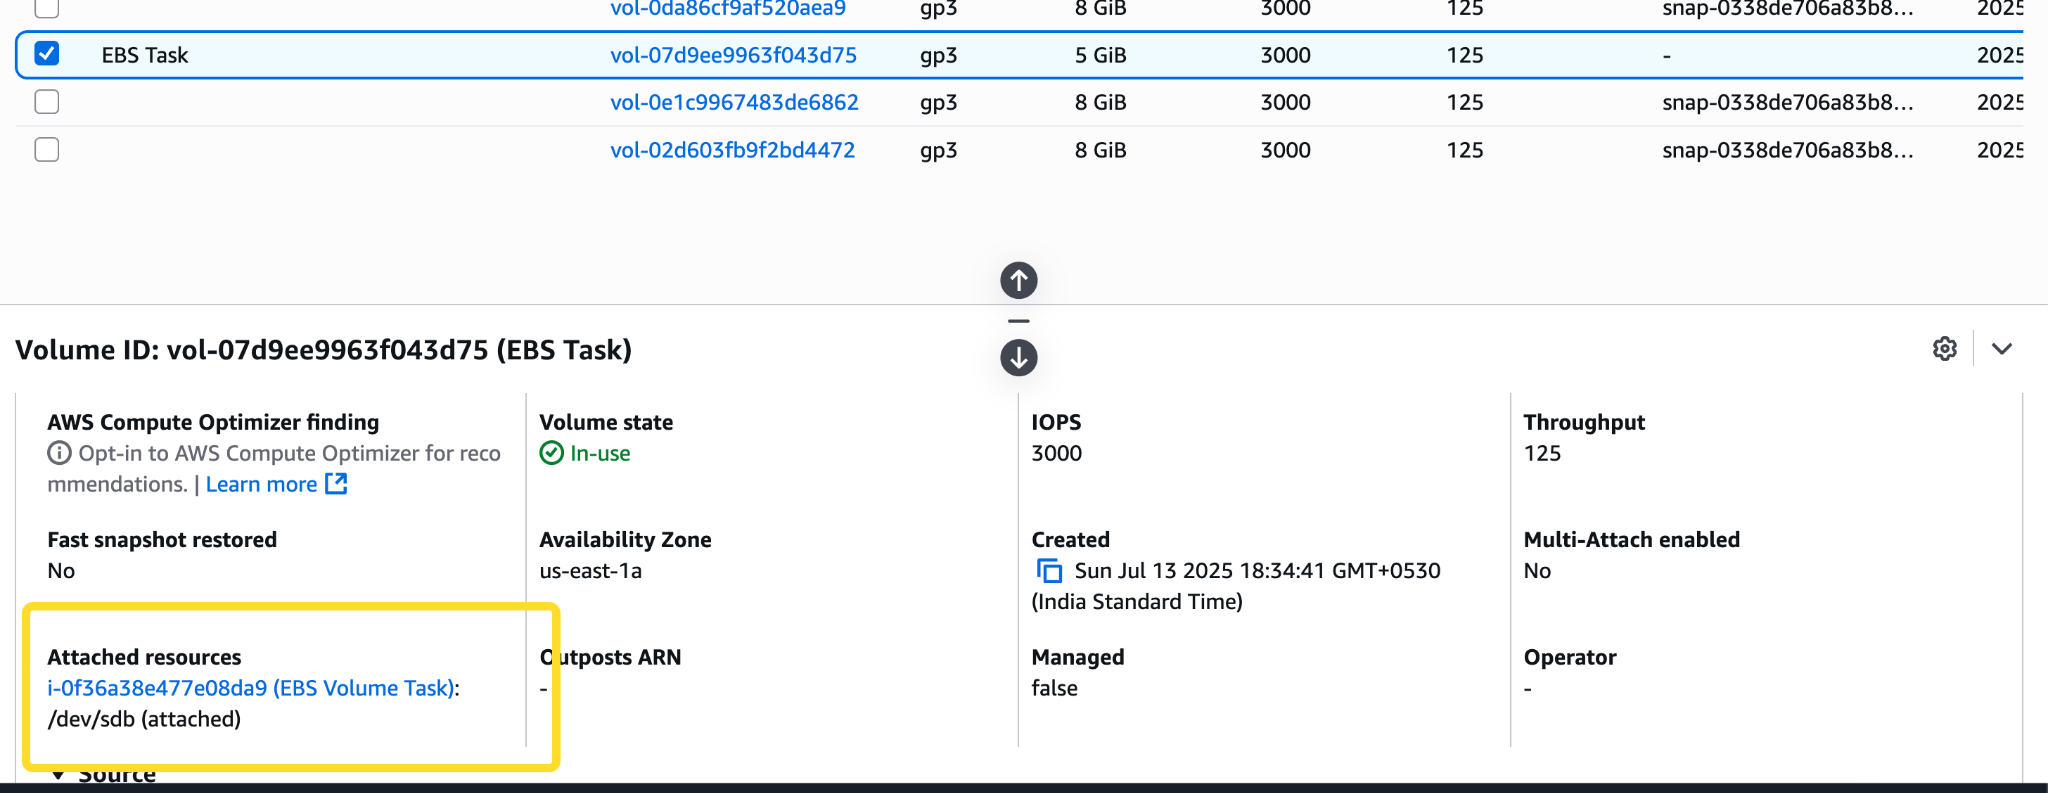 vol-0da86cf9af520aea9 gp3 8 GiB 3000 125 snap-0338de706a83b8... 2025
EBS Task vol-07d9ee9963f043d75 gp3 5 GiB 3000 125 - 2025
vol-0e1c9967483de6862 gp3 8 GiB 3000 125 snap-0338de706a83b8... 2025
vol-02d603fb9f2bd4472 gp3 8 GiB 3000 125 snap-0338de706a83b8... 2025
Volume ID: vol-07d9ee9963f043d75 (EBS Task)
AWS Compute Optimizer finding
Opt-in to AWS Compute Optimizer for reco
mmendations. | Learn more
Volume state
In-use
IOPS
3000
Throughput
125
Fast snapshot restored
No
Availability Zone
us-east-1a
Created
Sun Jul 13 2025 18:34:41 GMT+0530
(India Standard Time)
Multi-Attach enabled
No
Attached resources
i-0f36a38e477e08da9 (EBS Volume Task):
/dev/sdb (attached)
Outposts ARN
-
Managed
false
Operator
-
Source